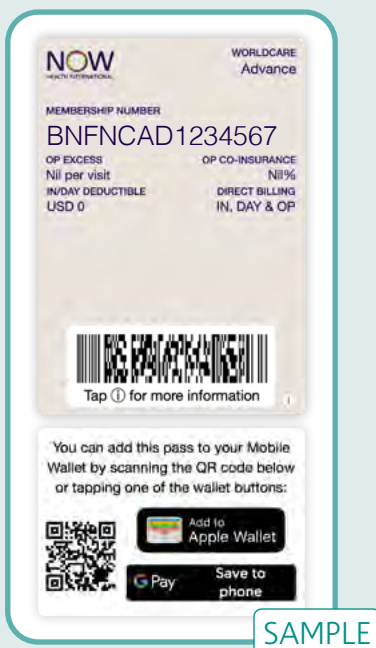 NOW
HEALTH INTERNATIONAL
WORLDCARE
Advance
MEMBERSHIP NUMBER
BNFNCAD1234567
OP EXCESS
Nil per visit
OP CO-INSURANCE
Nil%
IN/DAY DEDUCTIBLE
USD 0
DIRECT BILLING
IN, DAY & OP
Tap ⓘ for more information
You can add this pass to your Mobile
Wallet by scanning the QR code below
or tapping one of the wallet buttons:
Add to
Apple Wallet
G Pay
Save to
phone
SAMPLE